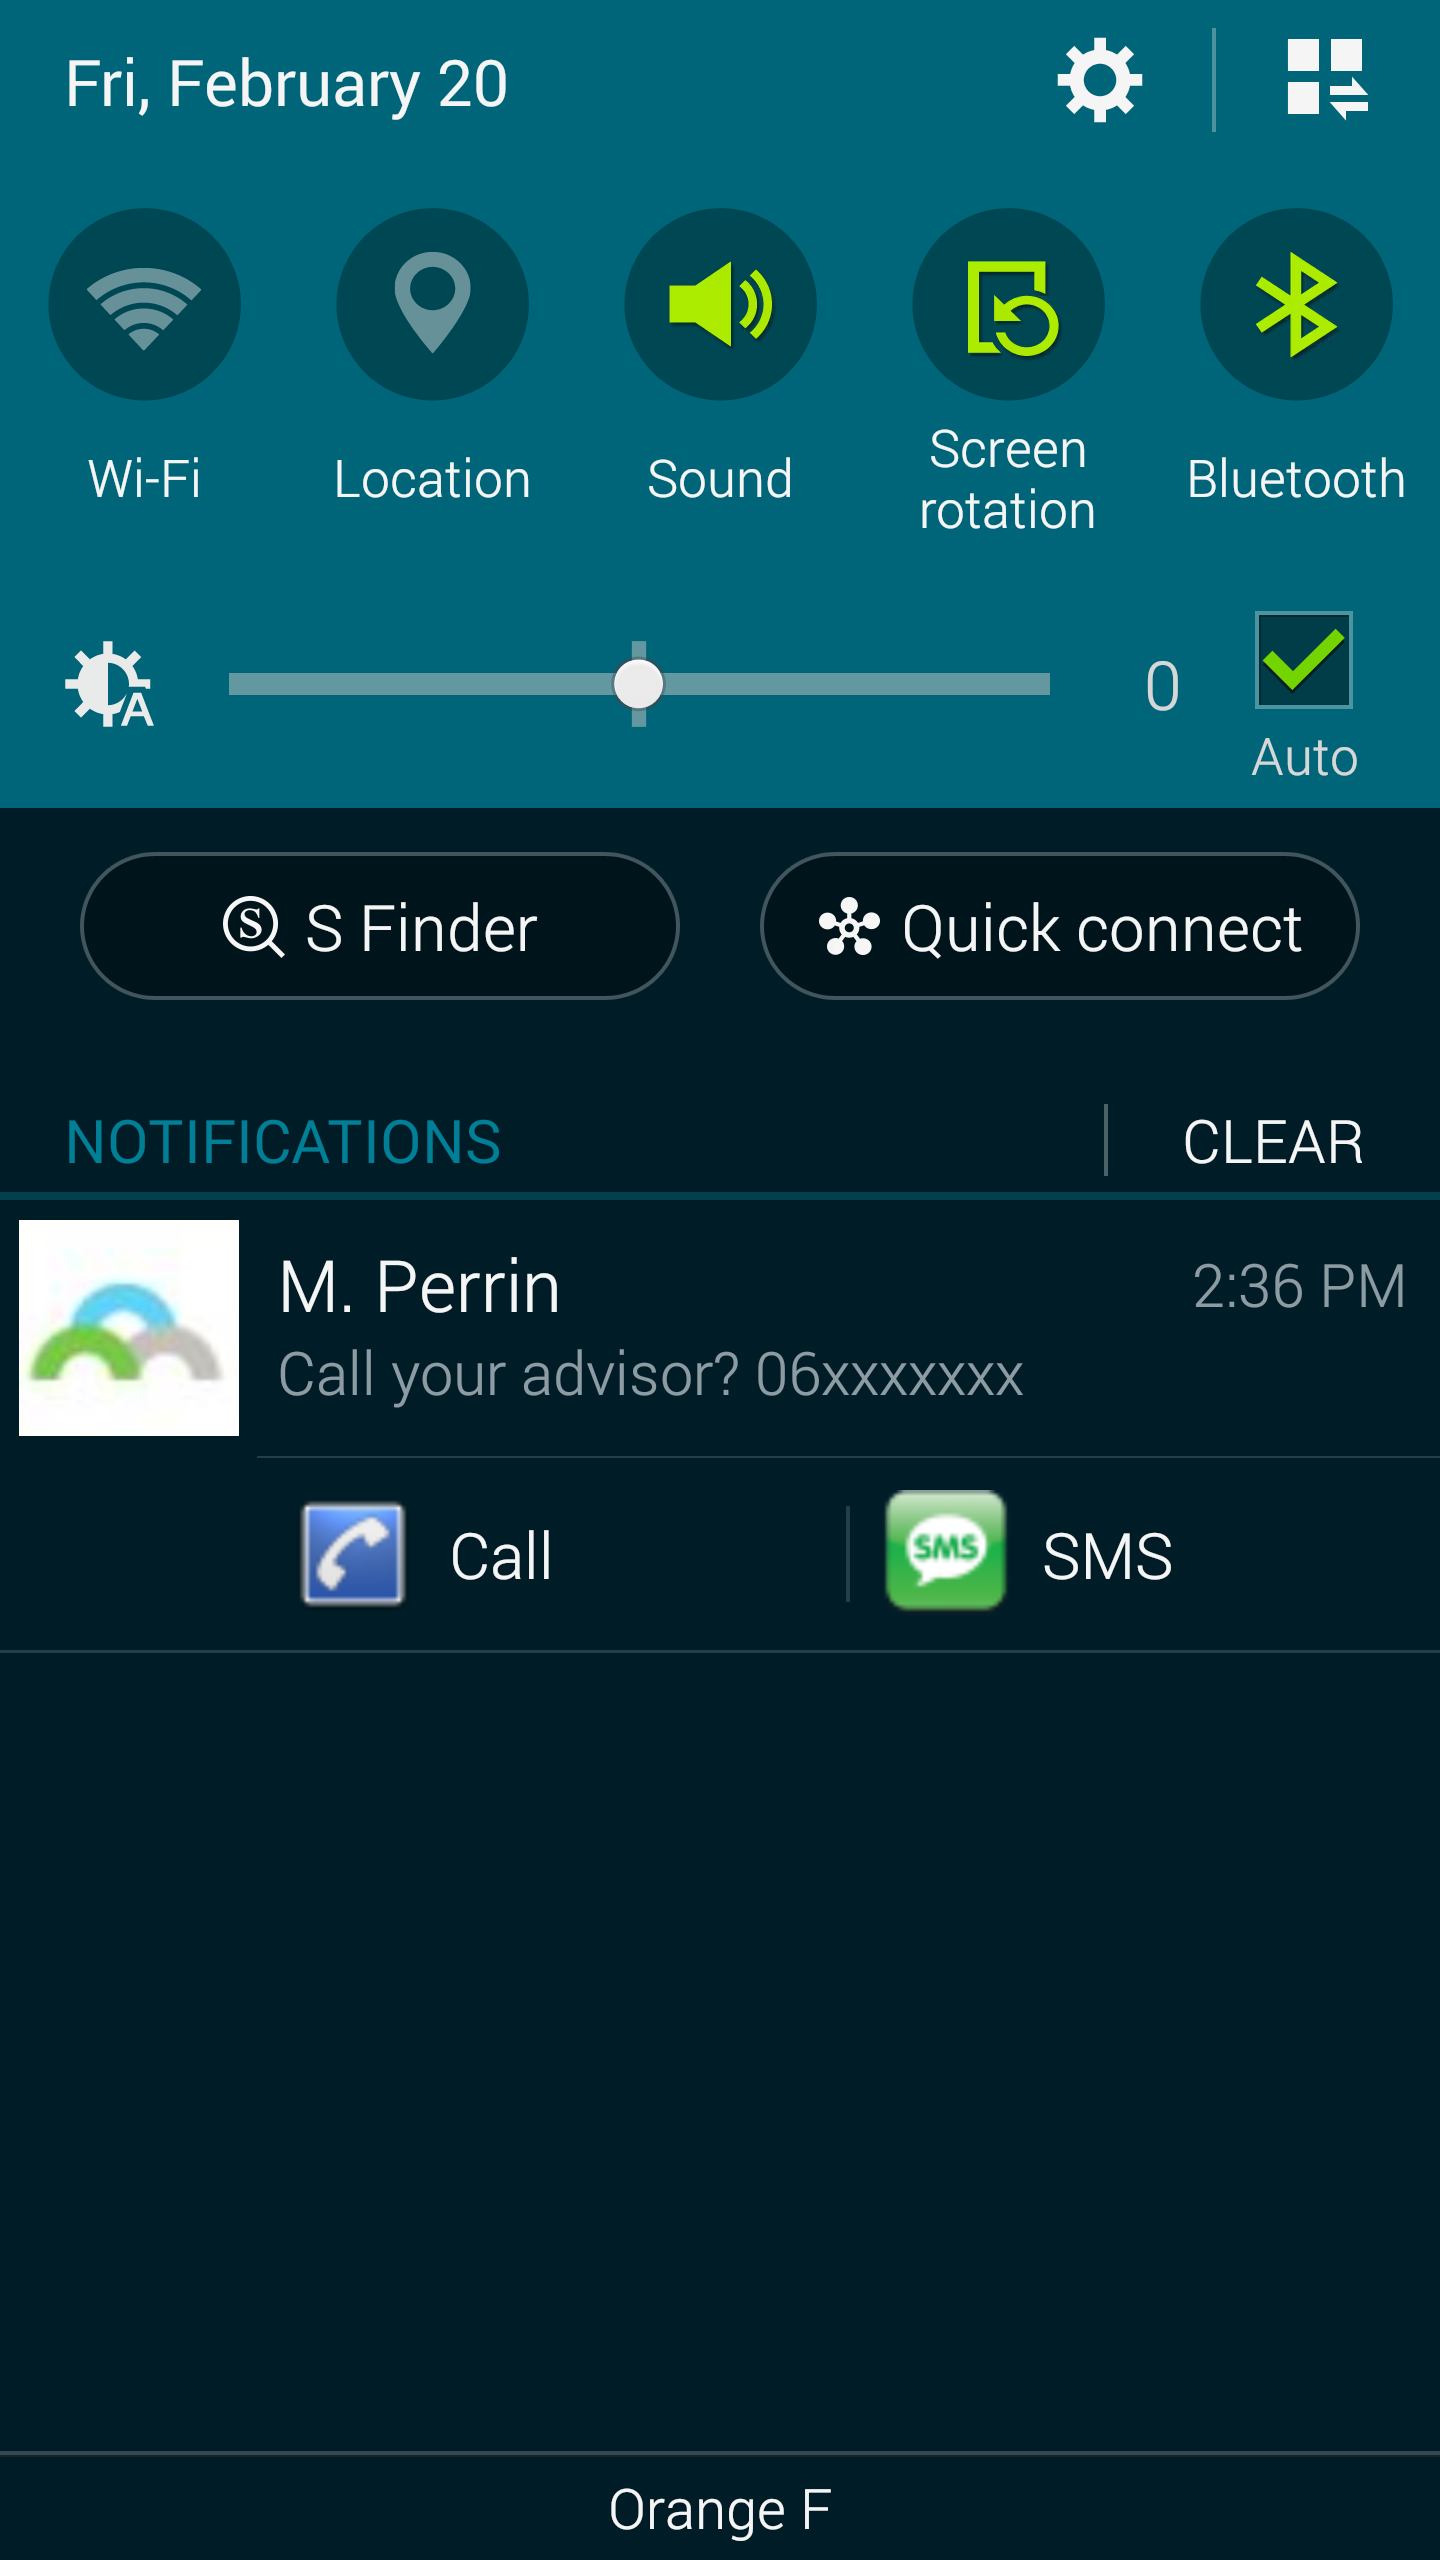 Fri, February 20
Wi-Fi
Location
Sound
Screen
rotation
Bluetooth
A
0
Auto
S
S Finder
Quick connect
NOTIFICATIONS
CLEAR
M. Perrin
2:36 PM
Call your advisor? 06xxxxxxx
Call
SMS
SMS
Orange F